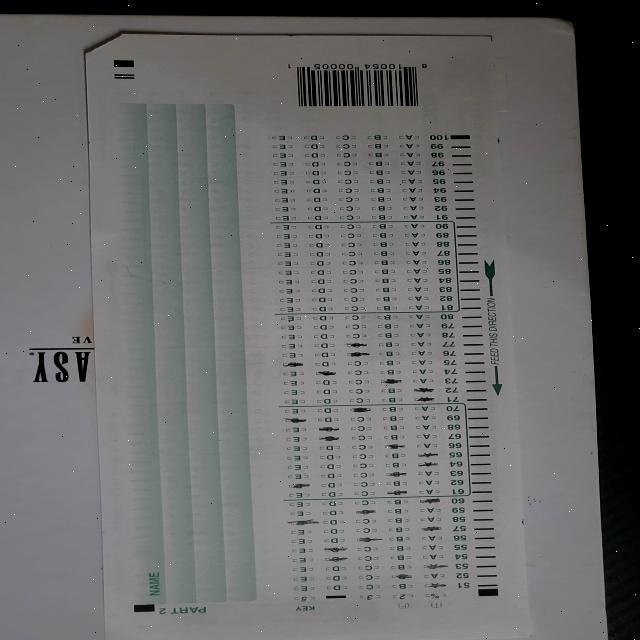 PART 2
NAME
KEY
(T) (F)
% 2 3 5
51 A B C D E
52 A B C D E
53 A B C D E
54 A B C D E
55 A B C D E
56 A B C D E
57 A B C D E
58 A B C D E
59 A B C D E
60 A B C D E
61 A B C D E
62 A B C D E
63 A B C D E
64 A B C D E
65 A B C D E
66 A B C D E
67 A B C D E
68 A B C D E
69 A B C D E
70 A B C D E
71 A B C D E
72 A B C D E
73 A B C D E
74 A B C D E
75 A B C D E
76 A B C D E
77 A B C D E
78 A B C D E
79 A B C D E
80 A B C D E
81 A B C D E
82 A B C D E
83 A B C D E
84 A B C D E
85 A B C D E
86 A B C D E
87 A B C D E
88 A B C D E
89 A B C D E
90 A B C D E
91 A B C D E
92 A B C D E
93 A B C D E
94 A B C D E
95 A B C D E
96 A B C D E
97 A B C D E
98 A B C D E
99 A B C D E
100 A B C D E
FEED THIS DIRECTION
8 10054 00005 1
ASY
VE